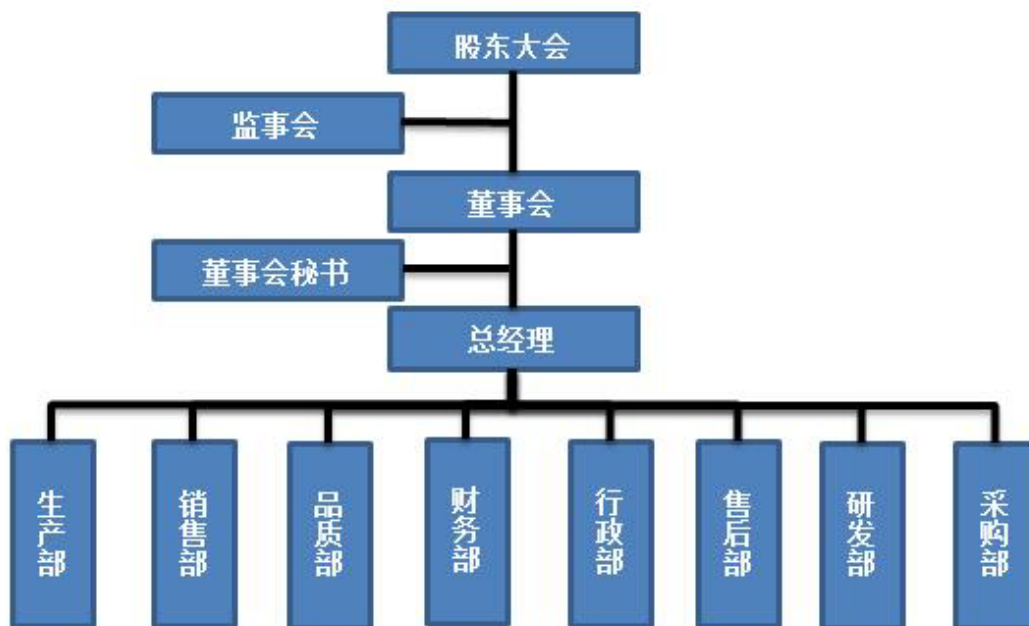 股东大会
监事会
董事会
董事会秘书
总经理
生产部
销售部
品质部
财务部
行政部
售后部
研发部
采购部